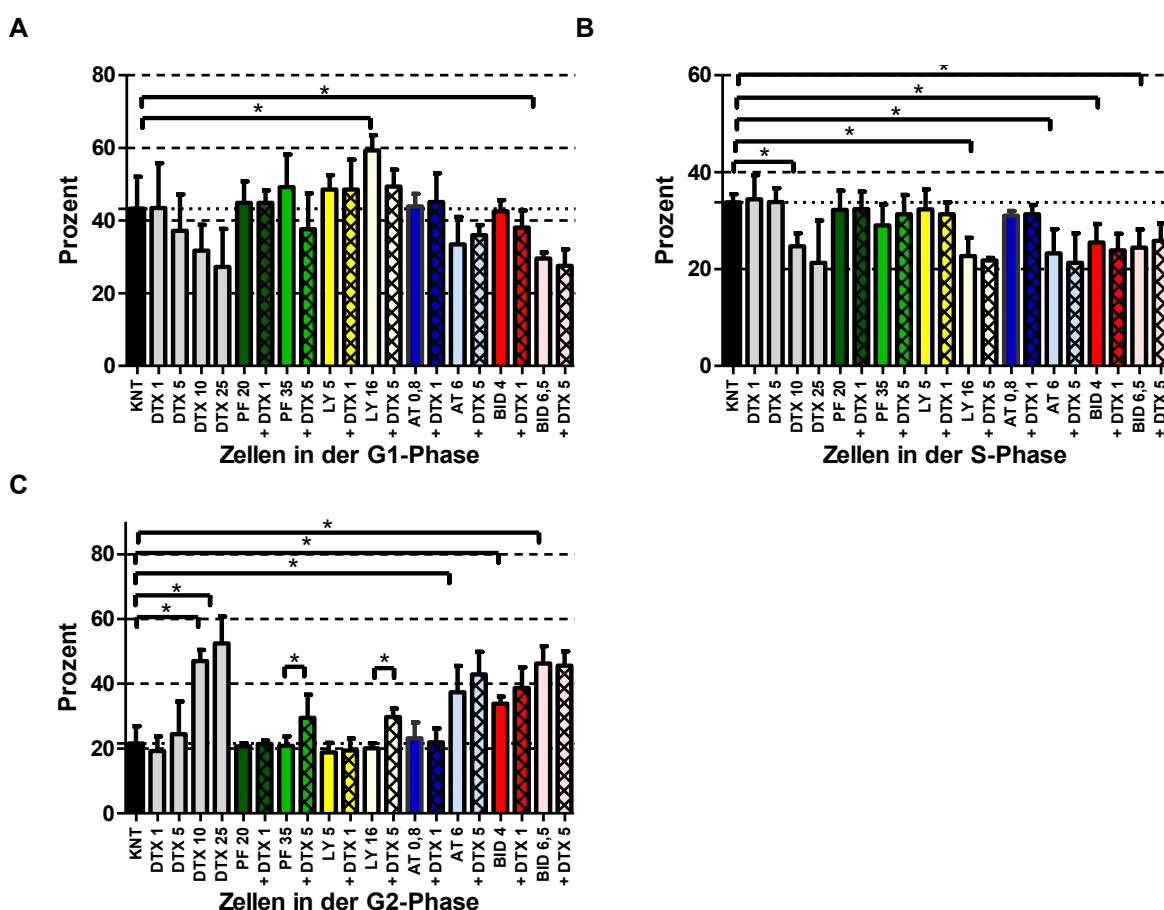 A
Prozent
80
60
40
20
0
*
*
KNT
DTX 1
DTX 5
DTX 10
DTX 25
PF 20
+ DTX 1
PF 35
+ DTX 5
LY 5
+ DTX 1
LY 16
+ DTX 5
AT 0,8
+ DTX 1
AT 6
+ DTX 5
BID 4
+ DTX 1
BID 6,5
+ DTX 5
Zellen in der G1-Phase
B
Prozent
60
40
20
0
*
*
*
*
*
KNT
DTX 1
DTX 5
DTX 10
DTX 25
PF 20
+ DTX 1
PF 35
+ DTX 5
LY 5
+ DTX 1
LY 16
+ DTX 5
AT 0,8
+ DTX 1
AT 6
+ DTX 5
BID 4
+ DTX 1
BID 6,5
+ DTX 5
Zellen in der S-Phase
C
Prozent
80
60
40
20
0
*
*
*
*
*
*
*
KNT
DTX 1
DTX 5
DTX 10
DTX 25
PF 20
+ DTX 1
PF 35
+ DTX 5
LY 5
+ DTX 1
LY 16
+ DTX 5
AT 0,8
+ DTX 1
AT 6
+ DTX 5
BID 4
+ DTX 1
BID 6,5
+ DTX 5
Zellen in der G2-Phase